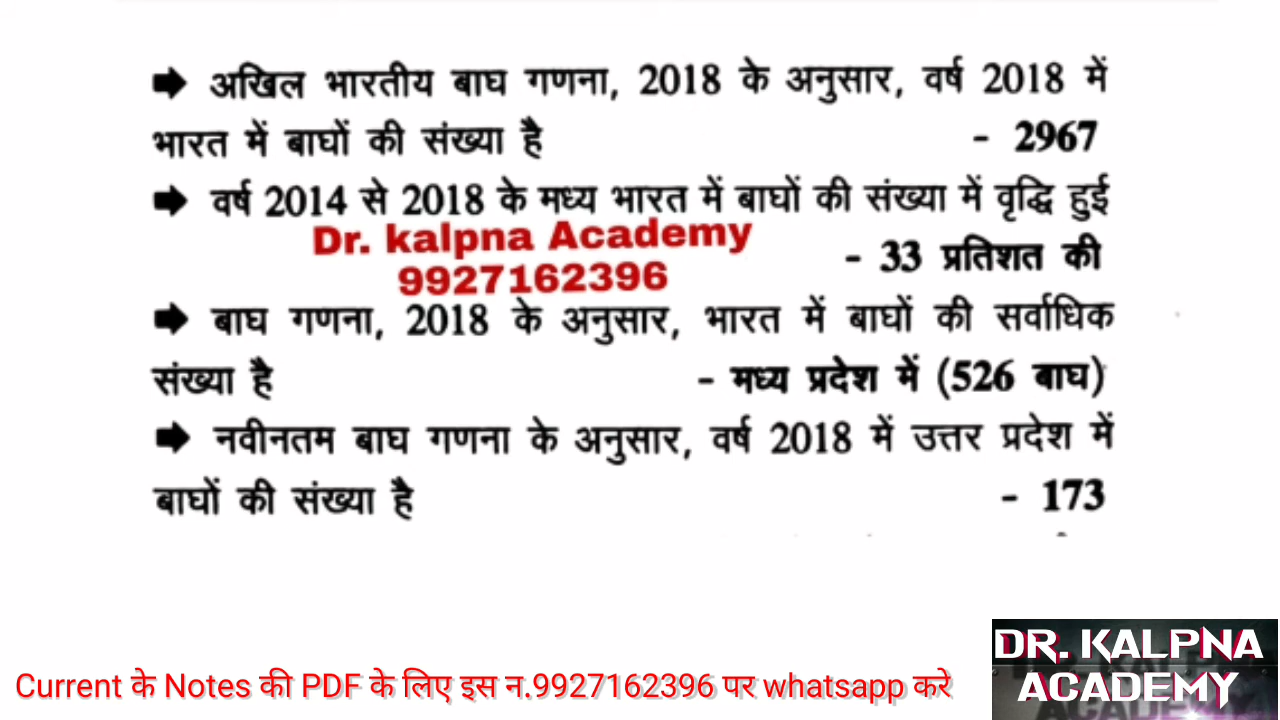 ➡ अखिल भारतीय बाघ गणना, 2018 के अनुसार, वर्ष 2018 में
भारत में बाघों की संख्या है - 2967
➡ वर्ष 2014 से 2018 के मध्य भारत में बाघों की संख्या में वृद्धि हुई
Dr. kalpna Academy
- 33 प्रतिशत की
9927162396
➡ बाघ गणना, 2018 के अनुसार, भारत में बाघों की सर्वाधिक
संख्या है - मध्य प्रदेश में (526 बाघ)
➡ नवीनतम बाघ गणना के अनुसार, वर्ष 2018 में उत्तर प्रदेश में
बाघों की संख्या है - 173
DR. KALPNA
ACADEMY
Current के Notes की PDF के लिए इस न.9927162396 पर whatsapp करे